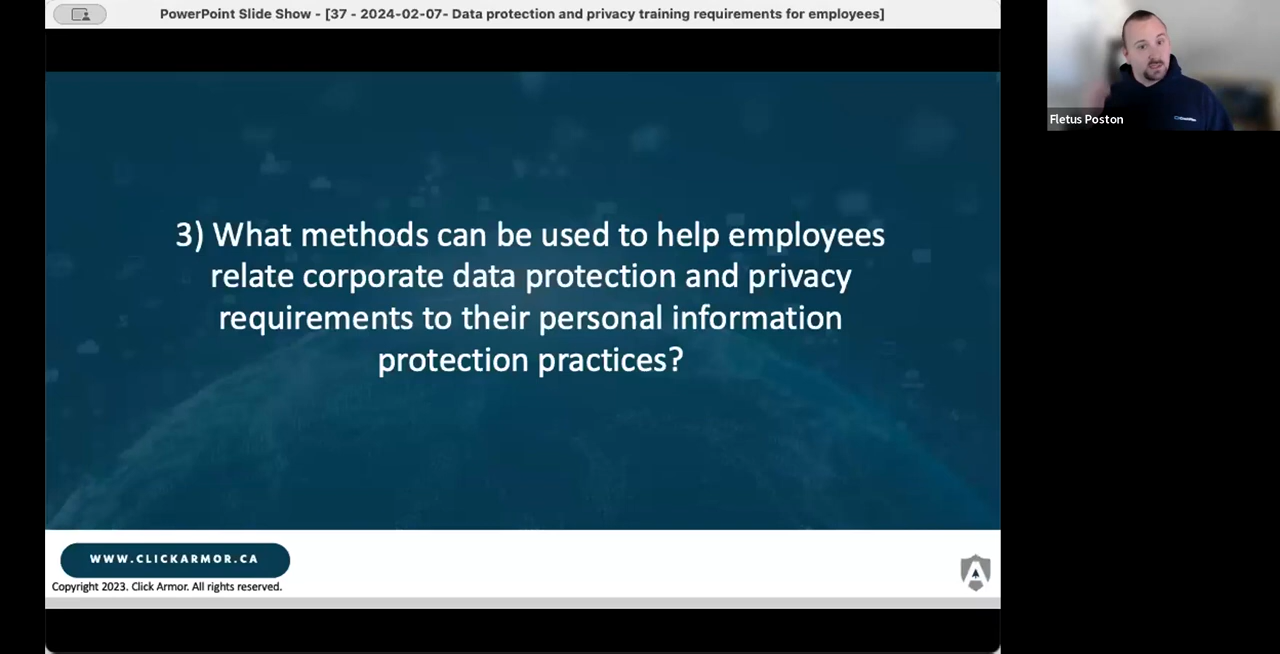 PowerPoint Slide Show - [37 - 2024-02-07- Data protection and privacy training requirements for employees]
Fletus Poston
3) What methods can be used to help employees
relate corporate data protection and privacy
requirements to their personal information
protection practices?
WWW.CLICKARMOR.CA
Copyright 2023. Click Armor. All rights reserved.